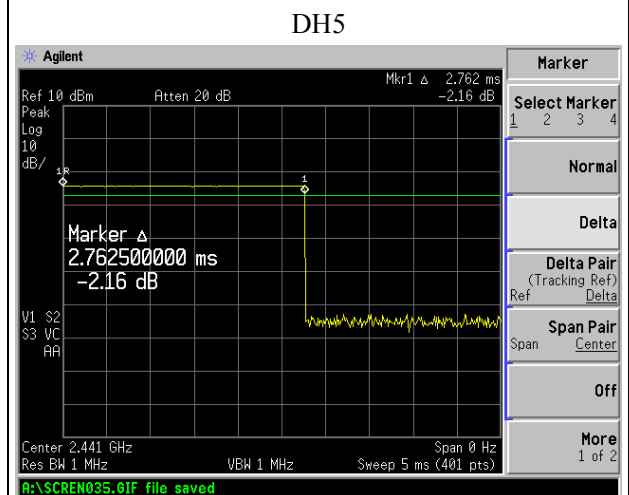 DH5
Agilent
Marker
Mkr1 Δ 2.762 ms
Ref 10 dBm Atten 20 dB -2.16 dB
Peak
Log
10
dB/
1R
1
Marker Δ
2.762500000 ms
-2.16 dB
V1 S2
S3 VC
AA
Center 2.441 GHz Span 0 Hz
Res BW 1 MHz VBW 1 MHz Sweep 5 ms (401 pts)
A:\SCREN035.GIF file saved
Select Marker
1 2 3 4
Normal
Delta
Delta Pair
(Tracking Ref)
Ref Delta
Span Pair
Span Center
Off
More
1 of 2